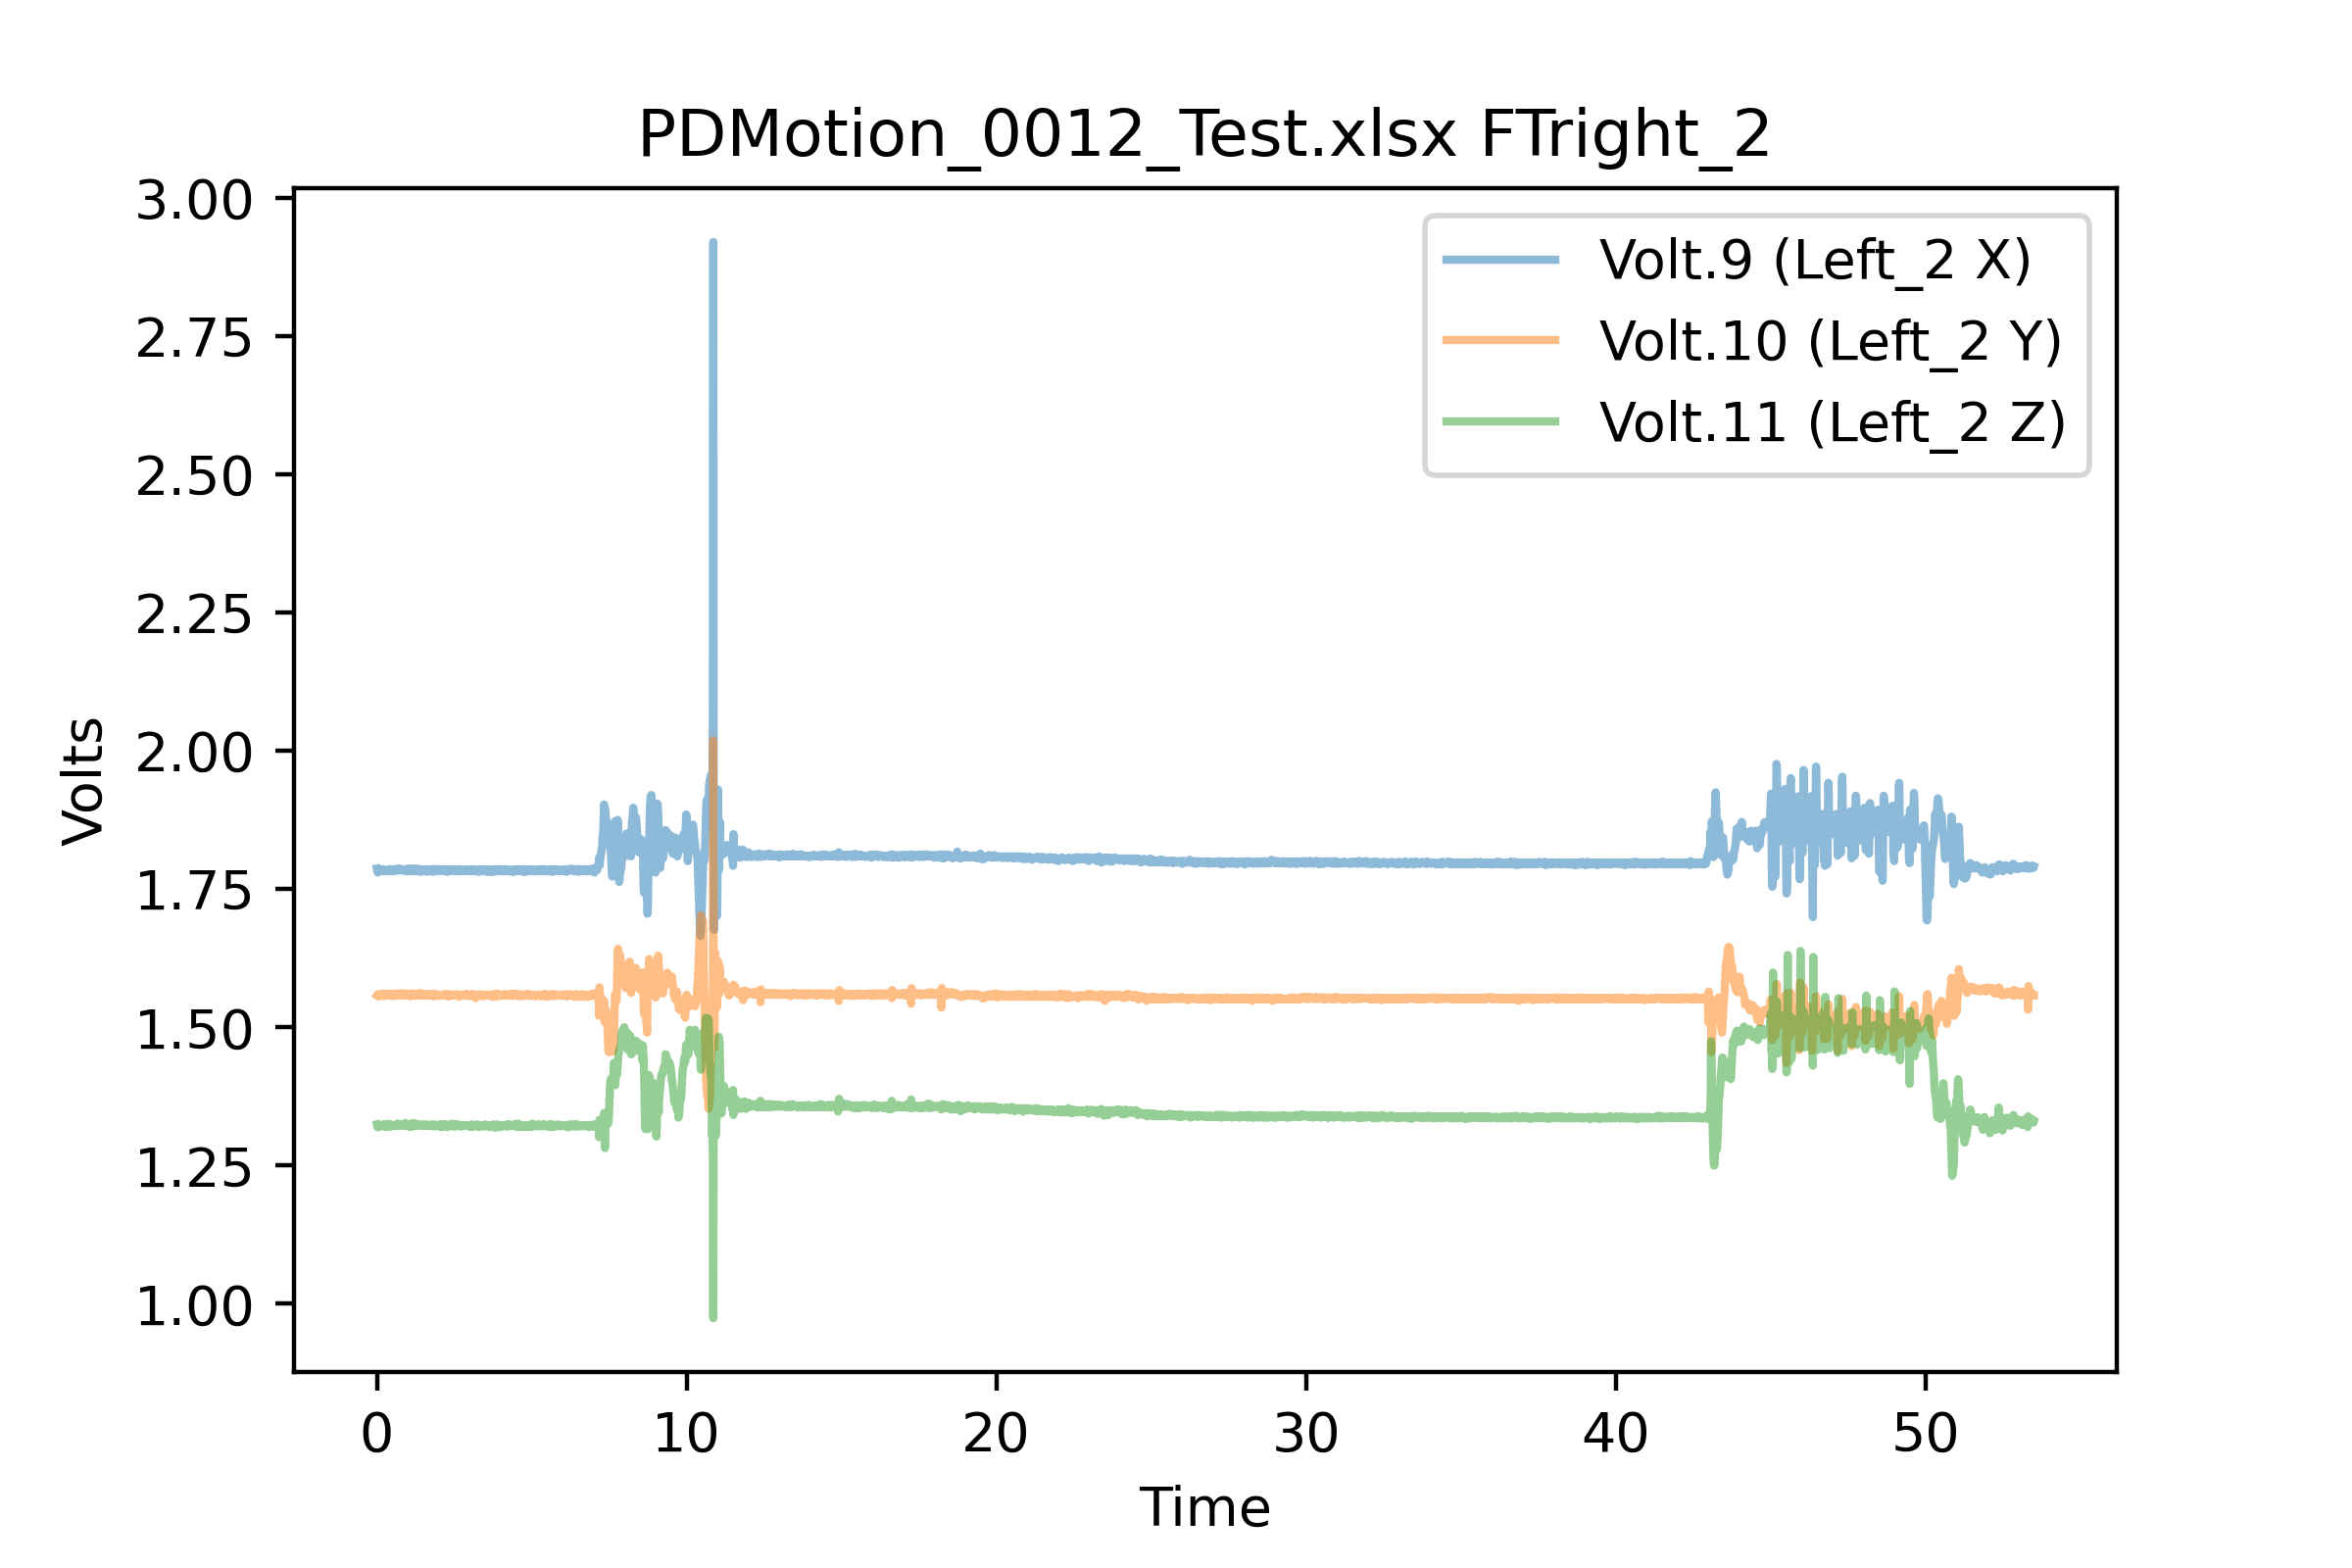 PDMotion_0012_Test.xlsx FTright_2
3.00
2.75
2.50
2.25
2.00
1.75
1.50
1.25
1.00
Volts
Volt.9 (Left_2 X)
Volt.10 (Left_2 Y)
Volt.11 (Left_2 Z)
0 10 20 30 40 50
Time